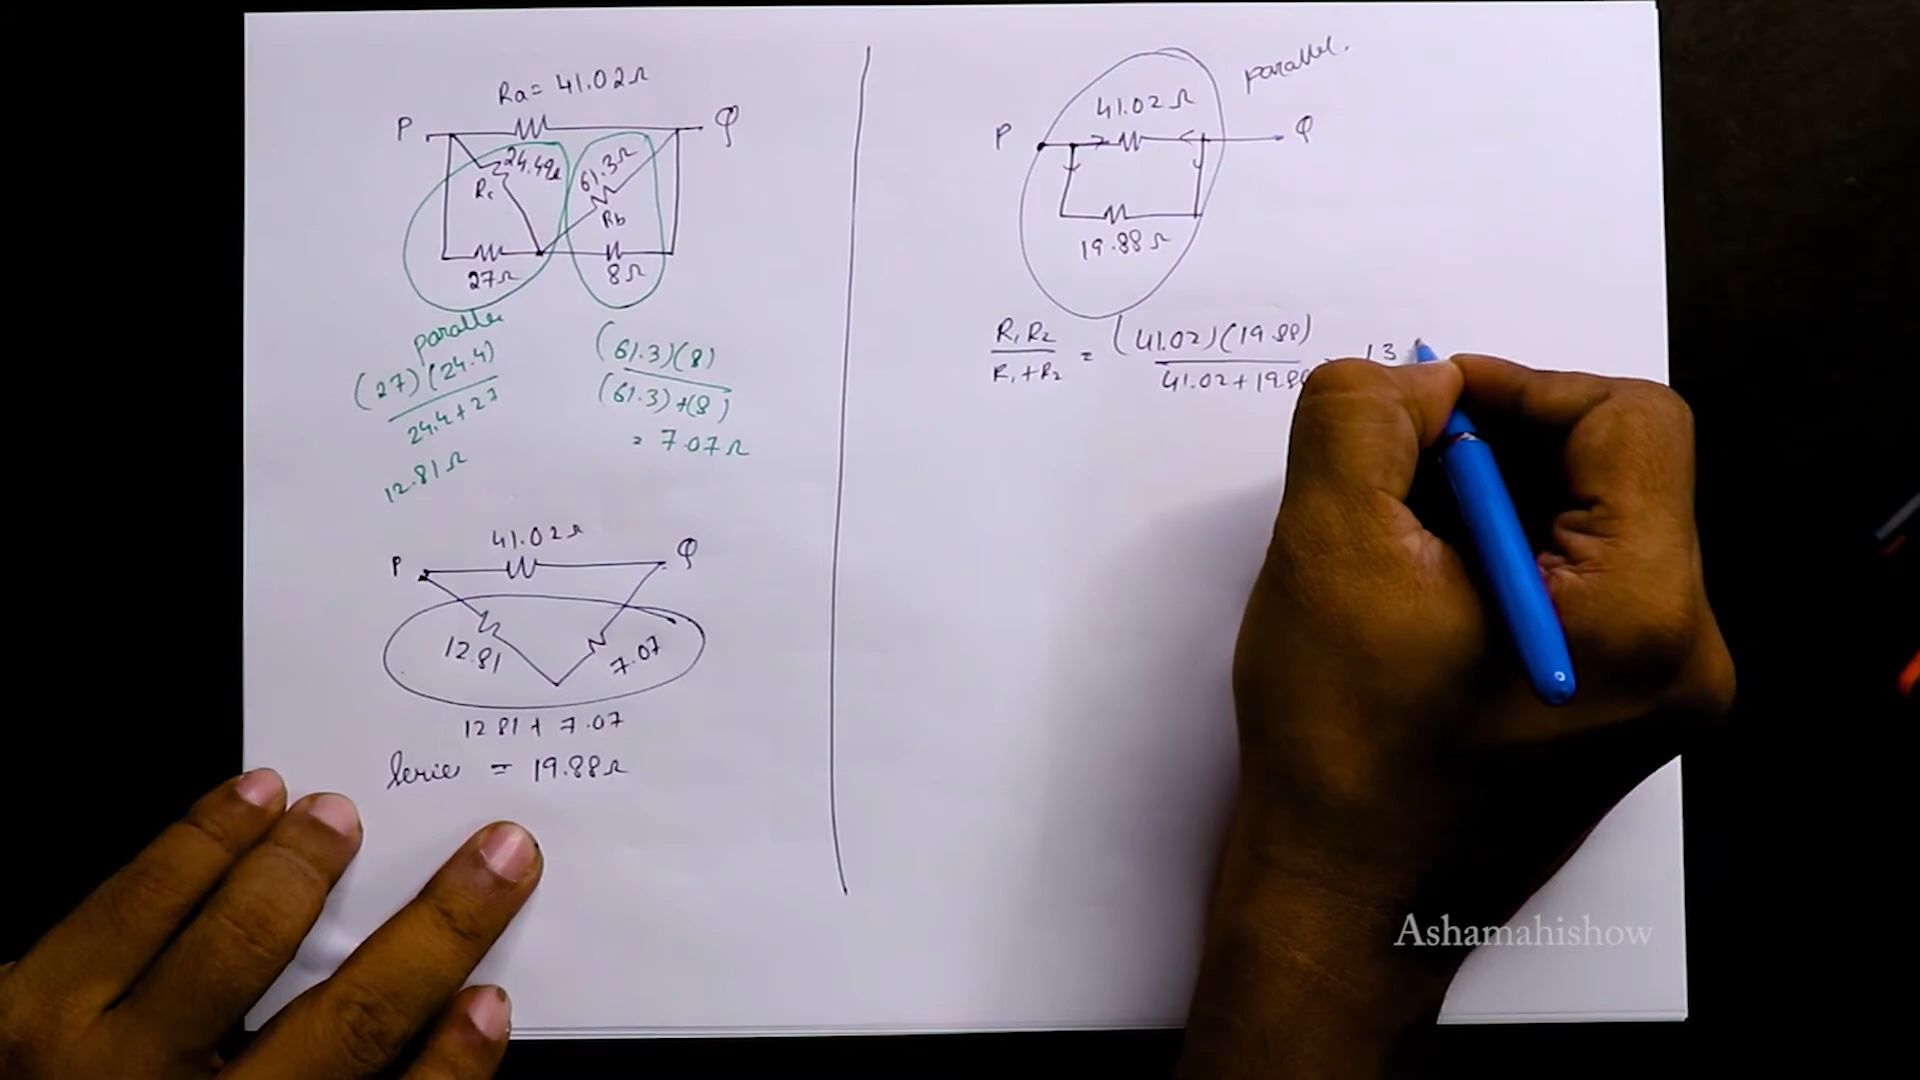 Ra = 41.02Ω
P
Q
24.49Ω
Rc
61.3Ω
Rb
27Ω
8Ω
parallel
(27)(24.4)
24.4+27
12.81Ω
(61.3)(8)
(61.3)+(8)
= 7.07Ω
41.02Ω
P
Q
12.81
7.07
12.81 + 7.07
Serie = 19.88Ω
parallel.
41.02Ω
P
Q
19.88Ω
R₁R₂
R₁+R₂
= (41.02)(19.88)
41.02+19.88
= 13
Ashamahishow